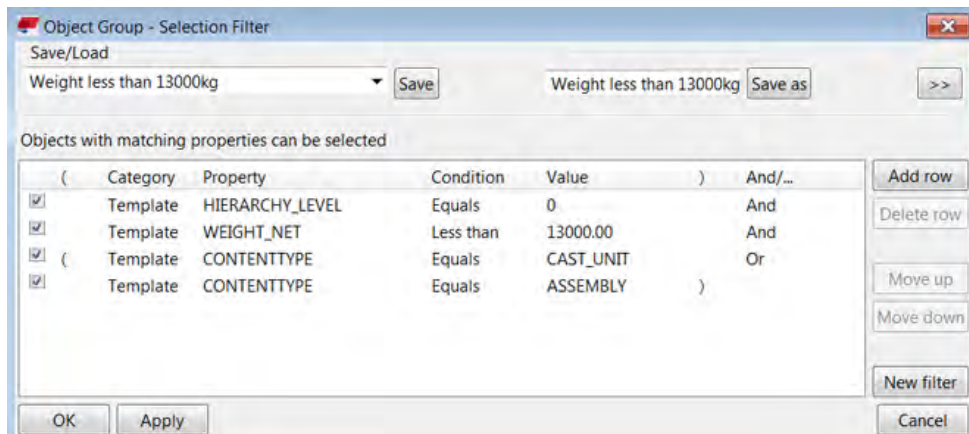 Object Group - Selection Filter
Save/Load
Weight less than 13000kg Save Weight less than 13000kg Save as >>
Objects with matching properties can be selected
( Category Property Condition Value ) And/... Add row
Template HIERARCHY_LEVEL Equals 0 And
Delete row
Template WEIGHT_NET Less than 13000.00 And
( Template CONTENTTYPE Equals CAST_UNIT Or
Template CONTENTTYPE Equals ASSEMBLY ) Move up
Move down
New filter
OK Apply Cancel